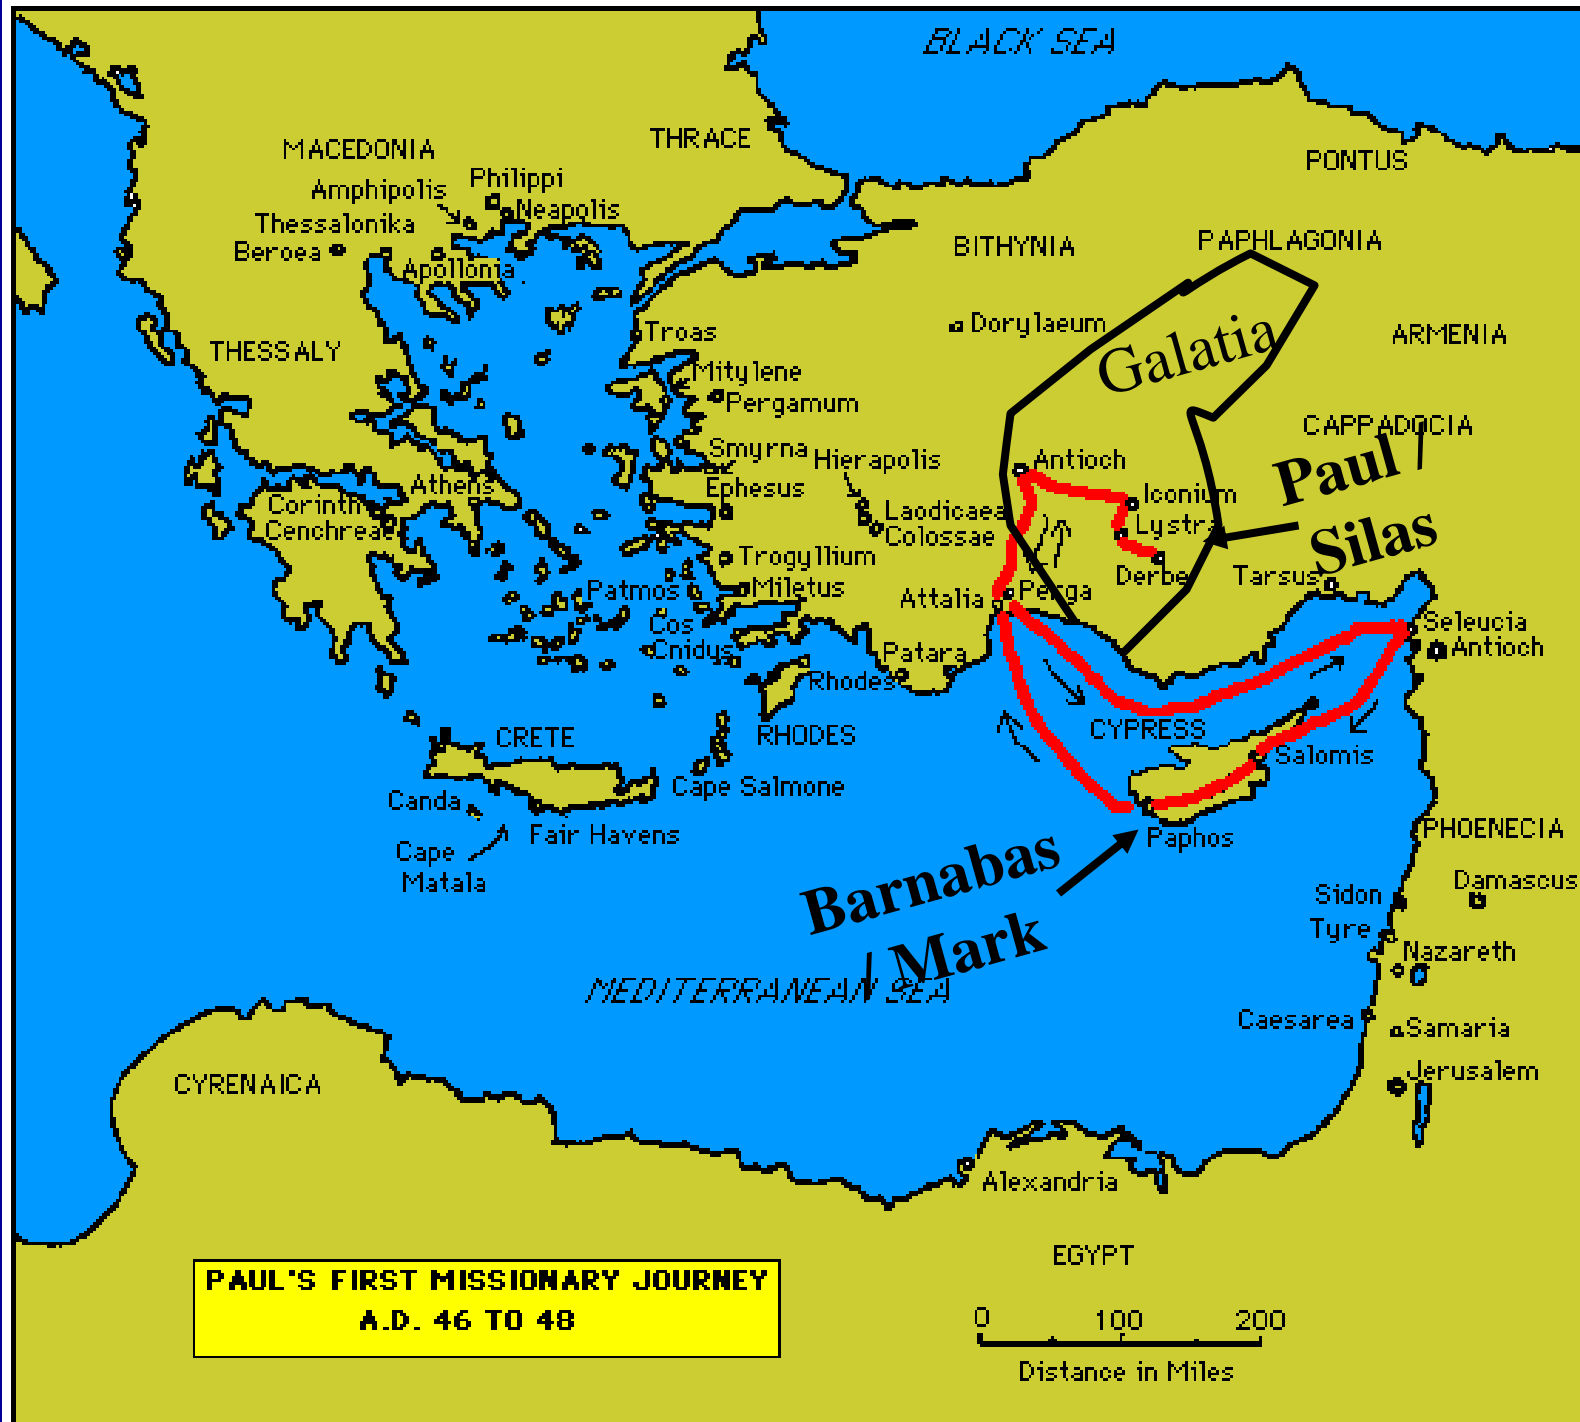 BLACK SEA
THRACE
MACEDONIA
PONTUS
Philippi
Amphipolis
Neapolis
Thessalonika
Beroea
Apollonia
BITHYNIA
PAPHLAGONIA
Dorylaeum
Troas
THESSALY
Galatia
ARMENIA
Mitylene
Pergamum
CAPPADOCIA
Smyrna
Hierapolis
Antioch
Paul /
Silas
Ephesus
Athens
Corinth
Cenchreae
Laodicaea
Colossae
Iconium
Lystra
Trogyllium
Derbe
Tarsus
Patmos
Miletus
Attalia
Perga
Cos
Cnidys
Seleucia
Antioch
Patara
Rhodes
CRETE
RHODES
CYPRESS
Salomis
Cape Salmone
Canda
Fair Havens
Cape
Matala
Paphos
PHOENECIA
Barnabas
/ Mark
Sidon
Damascus
Tyre
Nazareth
MEDITERRANEAN SEA
Caesarea
Samaria
Jerusalem
CYRENAICA
Alexandria
EGYPT
PAUL'S FIRST MISSIONARY JOURNEY
A.D. 46 TO 48
0 100 200
Distance in Miles